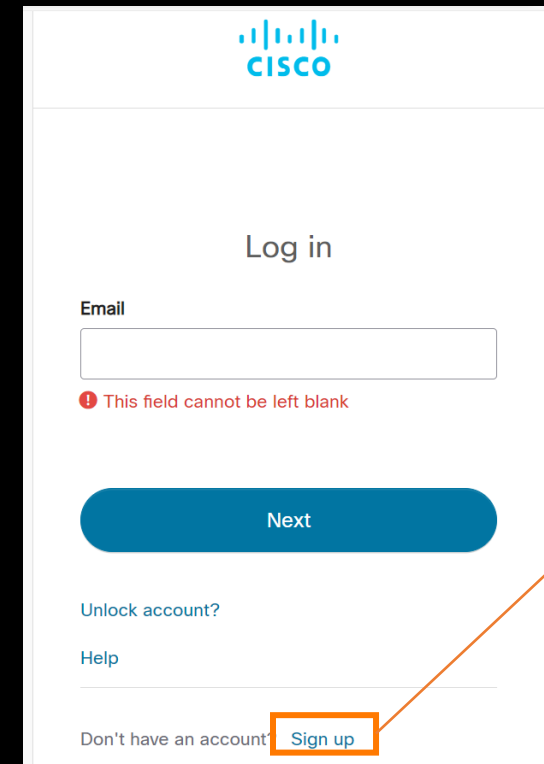 CISCO
Log in
Email
This field cannot be left blank
Next
Unlock account?
Help
Don't have an account? Sign up